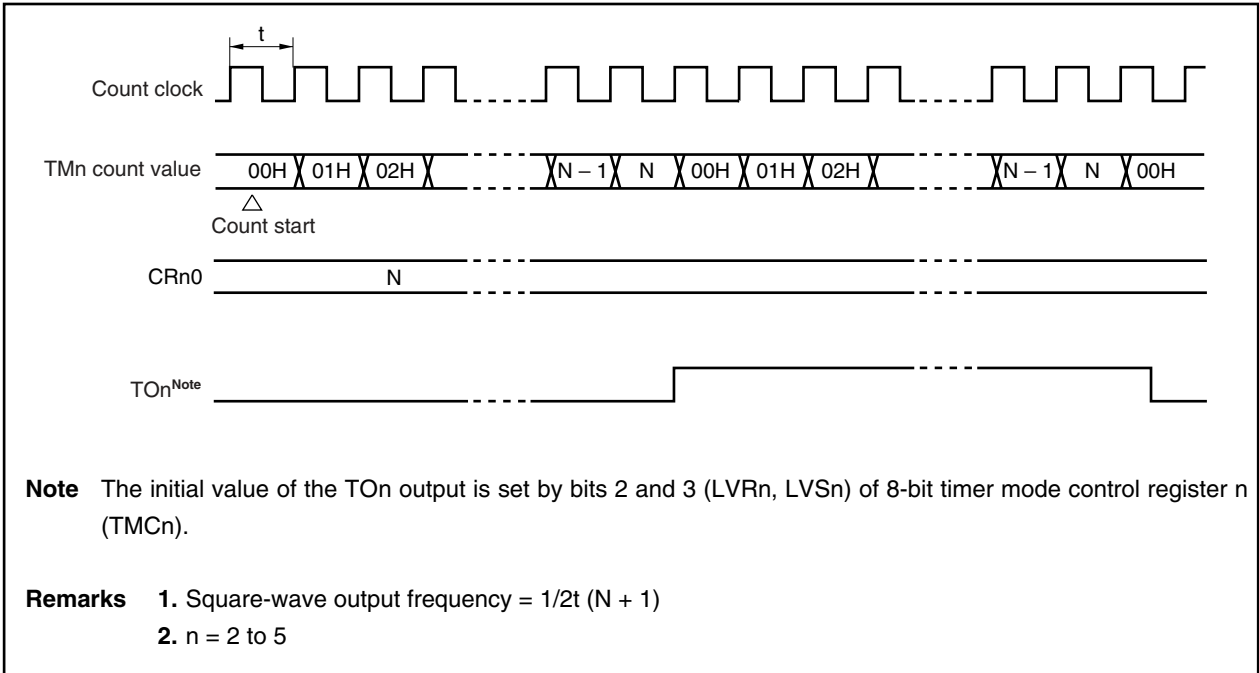 t
Count clock
TMn count value 00H 01H 02H N – 1 N 00H 01H 02H N – 1 N 00H
Count start
CRn0 N
TOnNote
Note The initial value of the TOn output is set by bits 2 and 3 (LVRn, LVSn) of 8-bit timer mode control register n
(TMCn).
Remarks 1. Square-wave output frequency = 1/2t (N + 1)
2. n = 2 to 5